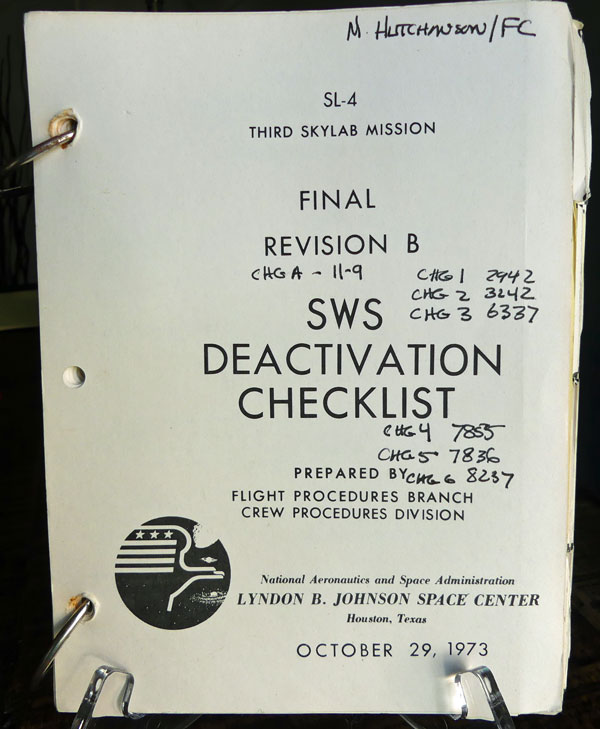 M. HUTCHINSON/FC
SL-4
THIRD SKYLAB MISSION
FINAL
REVISION B
CHG A - 11-9
CHG 1 2942
CHG 2 3242
CHG 3 6337
SWS
DEACTIVATION
CHECKLIST
CHG 4 7855
CHG 5 7836
CHG 6 8237
PREPARED BY
FLIGHT PROCEDURES BRANCH
CREW PROCEDURES DIVISION
National Aeronautics and Space Administration
LYNDON B. JOHNSON SPACE CENTER
Houston, Texas
OCTOBER 29, 1973